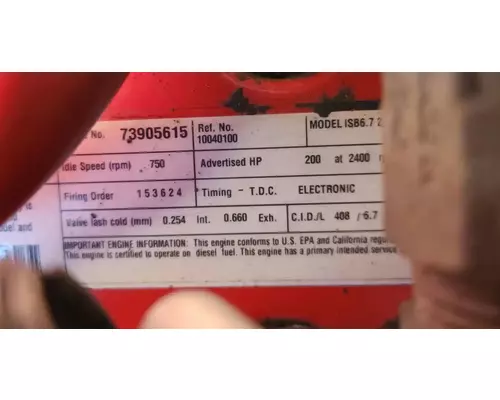 No. 73905615 Ref. No. MODEL ISB6.7 2
10040100
Idle Speed (rpm) 750 Advertised HP 200 at 2400
Firing Order 153624 Timing - T.D.C. ELECTRONIC
Valve lash cold (mm) 0.254 Int. 0.660 Exh. C.I.D./L 408 / 6.7
and
IMPORTANT ENGINE INFORMATION: This engine conforms to U.S. EPA and California
This engine is certified to operate on diesel fuel. This engine has a primary intended service